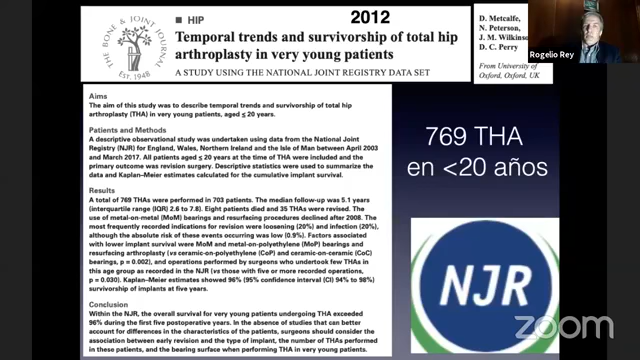 THE BONE & JOINT JOURNAL
EST. 1948
HIP
2012
Temporal trends and survivorship of total hip
arthroplasty in very young patients
A STUDY USING THE NATIONAL JOINT REGISTRY DATA SET
D. Metcalfe,
N. Peterson,
J. M. Wilkinson,
D. C. Perry
From University of
Oxford, Oxford, UK
Rogelio Rey
Aims
The aim of this study was to describe temporal trends and survivorship of total hip
arthroplasty (THA) in very young patients, aged ≤ 20 years.
Patients and Methods
A descriptive observational study was undertaken using data from the National Joint
Registry (NJR) for England, Wales, Northern Ireland and the Isle of Man between April 2003
and March 2017. All patients aged ≤ 20 years at the time of THA were included and the
primary outcome was revision surgery. Descriptive statistics were used to summarize the
data and Kaplan–Meier estimates calculated for the cumulative implant survival.
Results
A total of 769 THAs were performed in 703 patients. The median follow-up was 5.1 years
(interquartile range (IQR) 2.6 to 7.8). Eight patients died and 35 THAs were revised. The
use of metal-on-metal (MoM) bearings and resurfacing procedures declined after 2008. The
most frequently recorded indications for revision were loosening (20%) and infection (20%),
although the absolute risk of these events occurring was low (0.9%). Factors associated
with lower implant survival were MoM and metal-on-polyethylene (MoP) bearings and
resurfacing arthroplasty (vs ceramic-on-polyethylene (CoP) and ceramic-on-ceramic (CoC)
bearings, p = 0.002), and operations performed by surgeons who undertook few THAs in
this age group as recorded in the NJR (vs those with five or more recorded operations,
p = 0.030). Kaplan–Meier estimates showed 96% (95% confidence interval (CI) 94% to 98%)
survivorship of implants at five years.
Conclusion
Within the NJR, the overall survival for very young patients undergoing THA exceeded
96% during the first five postoperative years. In the absence of studies that can better
account for differences in the characteristics of the patients, surgeons should consider the
association between early revision and the type of implant, the number of THAs performed
in these patients, and the bearing surface when performing THA in very young patients.
769 THA
en <20 años
NJR
zoom